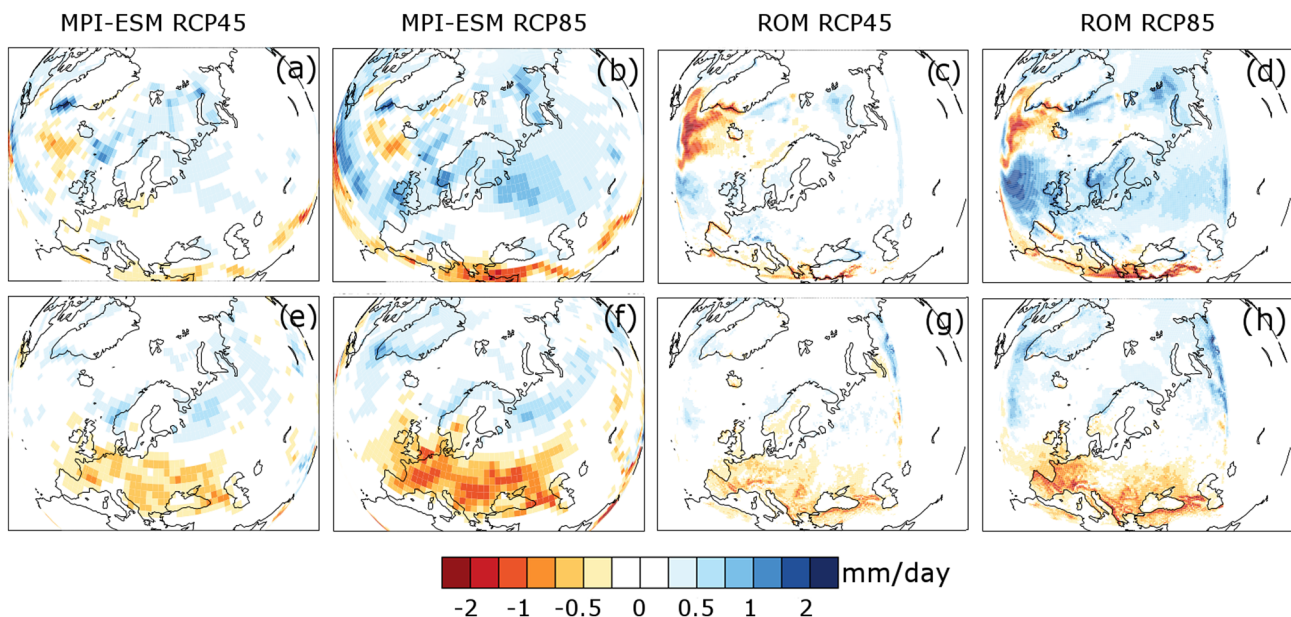 MPI-ESM RCP45 MPI-ESM RCP85 ROM RCP45 ROM RCP85
(a) (b) (c) (d)
(e) (f) (g) (h)
mm/day
-2 -1 -0.5 0 0.5 1 2